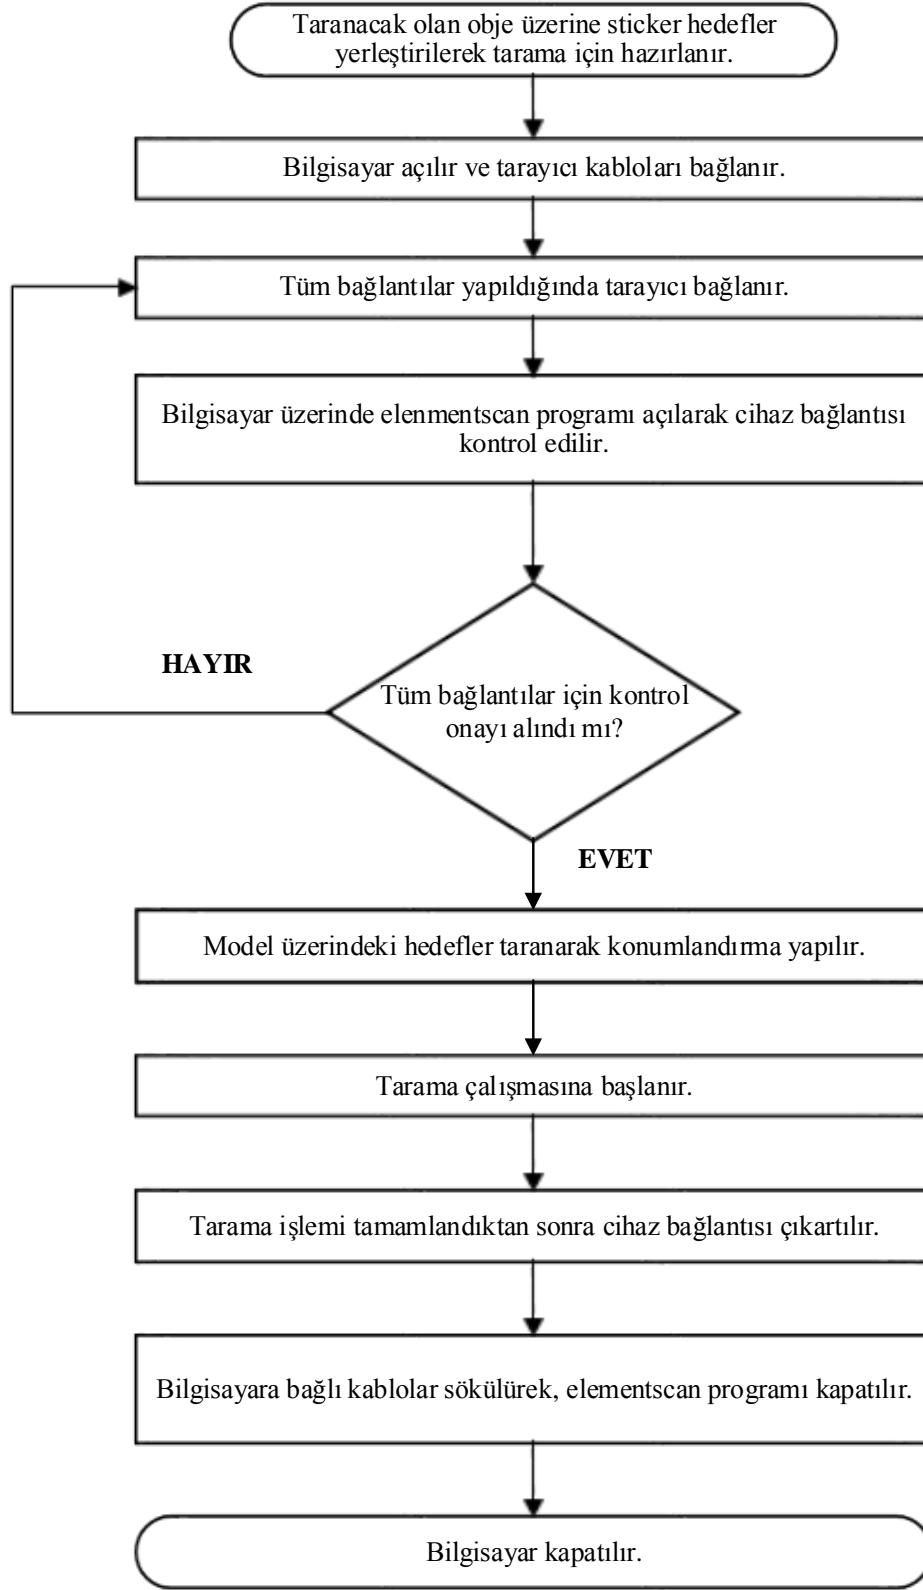 Taranacak olan obje üzerine sticker hedefler
yerleştirilerek tarama için hazırlanır.
Bilgisayar açılır ve tarayıcı kabloları bağlanır.
Tüm bağlantılar yapıldığında tarayıcı bağlanır.
Bilgisayar üzerinde elenmentscan programı açılarak cihaz bağlantısı
kontrol edilir.
HAYIR
Tüm bağlantılar için kontrol
onayı alındı mı?
EVET
Model üzerindeki hedefler taranarak konumlandırma yapılır.
Tarama çalışmasına başlanır.
Tarama işlemi tamamlandıktan sonra cihaz bağlantısı çıkartılır.
Bilgisayara bağlı kablolar sökülürek, elementscan programı kapatılır.
Bilgisayar kapatılır.